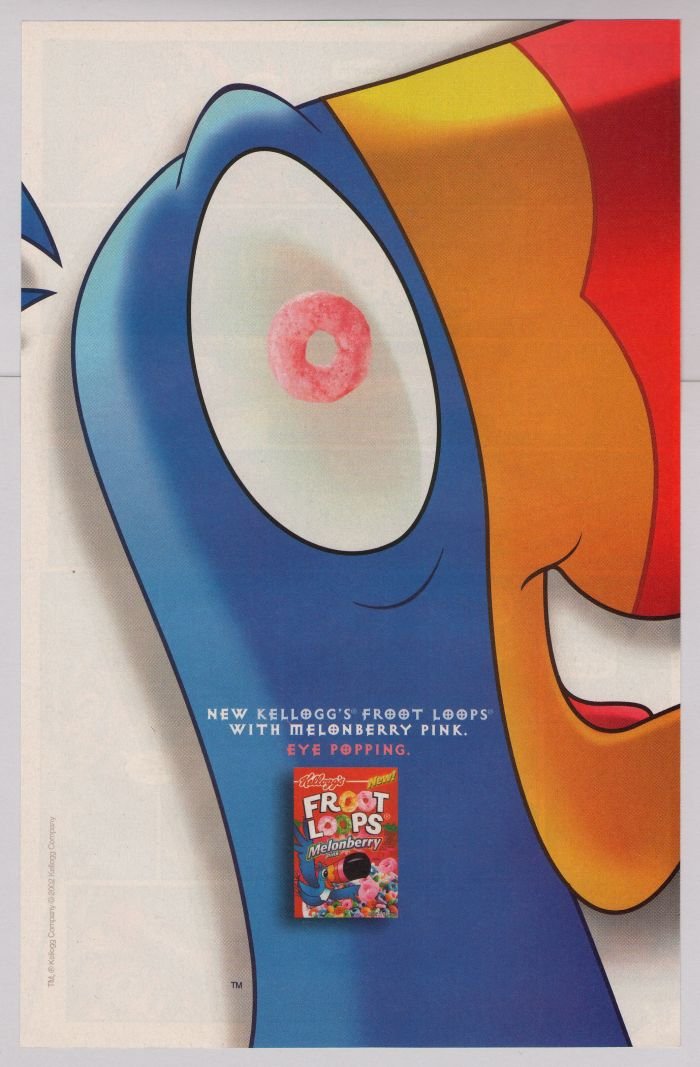 NEW KELLOGG'S® FROOT LOOPS®
WITH MELONBERRY PINK.
EYE POPPING.
Kellogg's New!
FROOT
LOOPS®
Melonberry
TM
TM, ® Kellogg Company © 2002 Kellogg Company